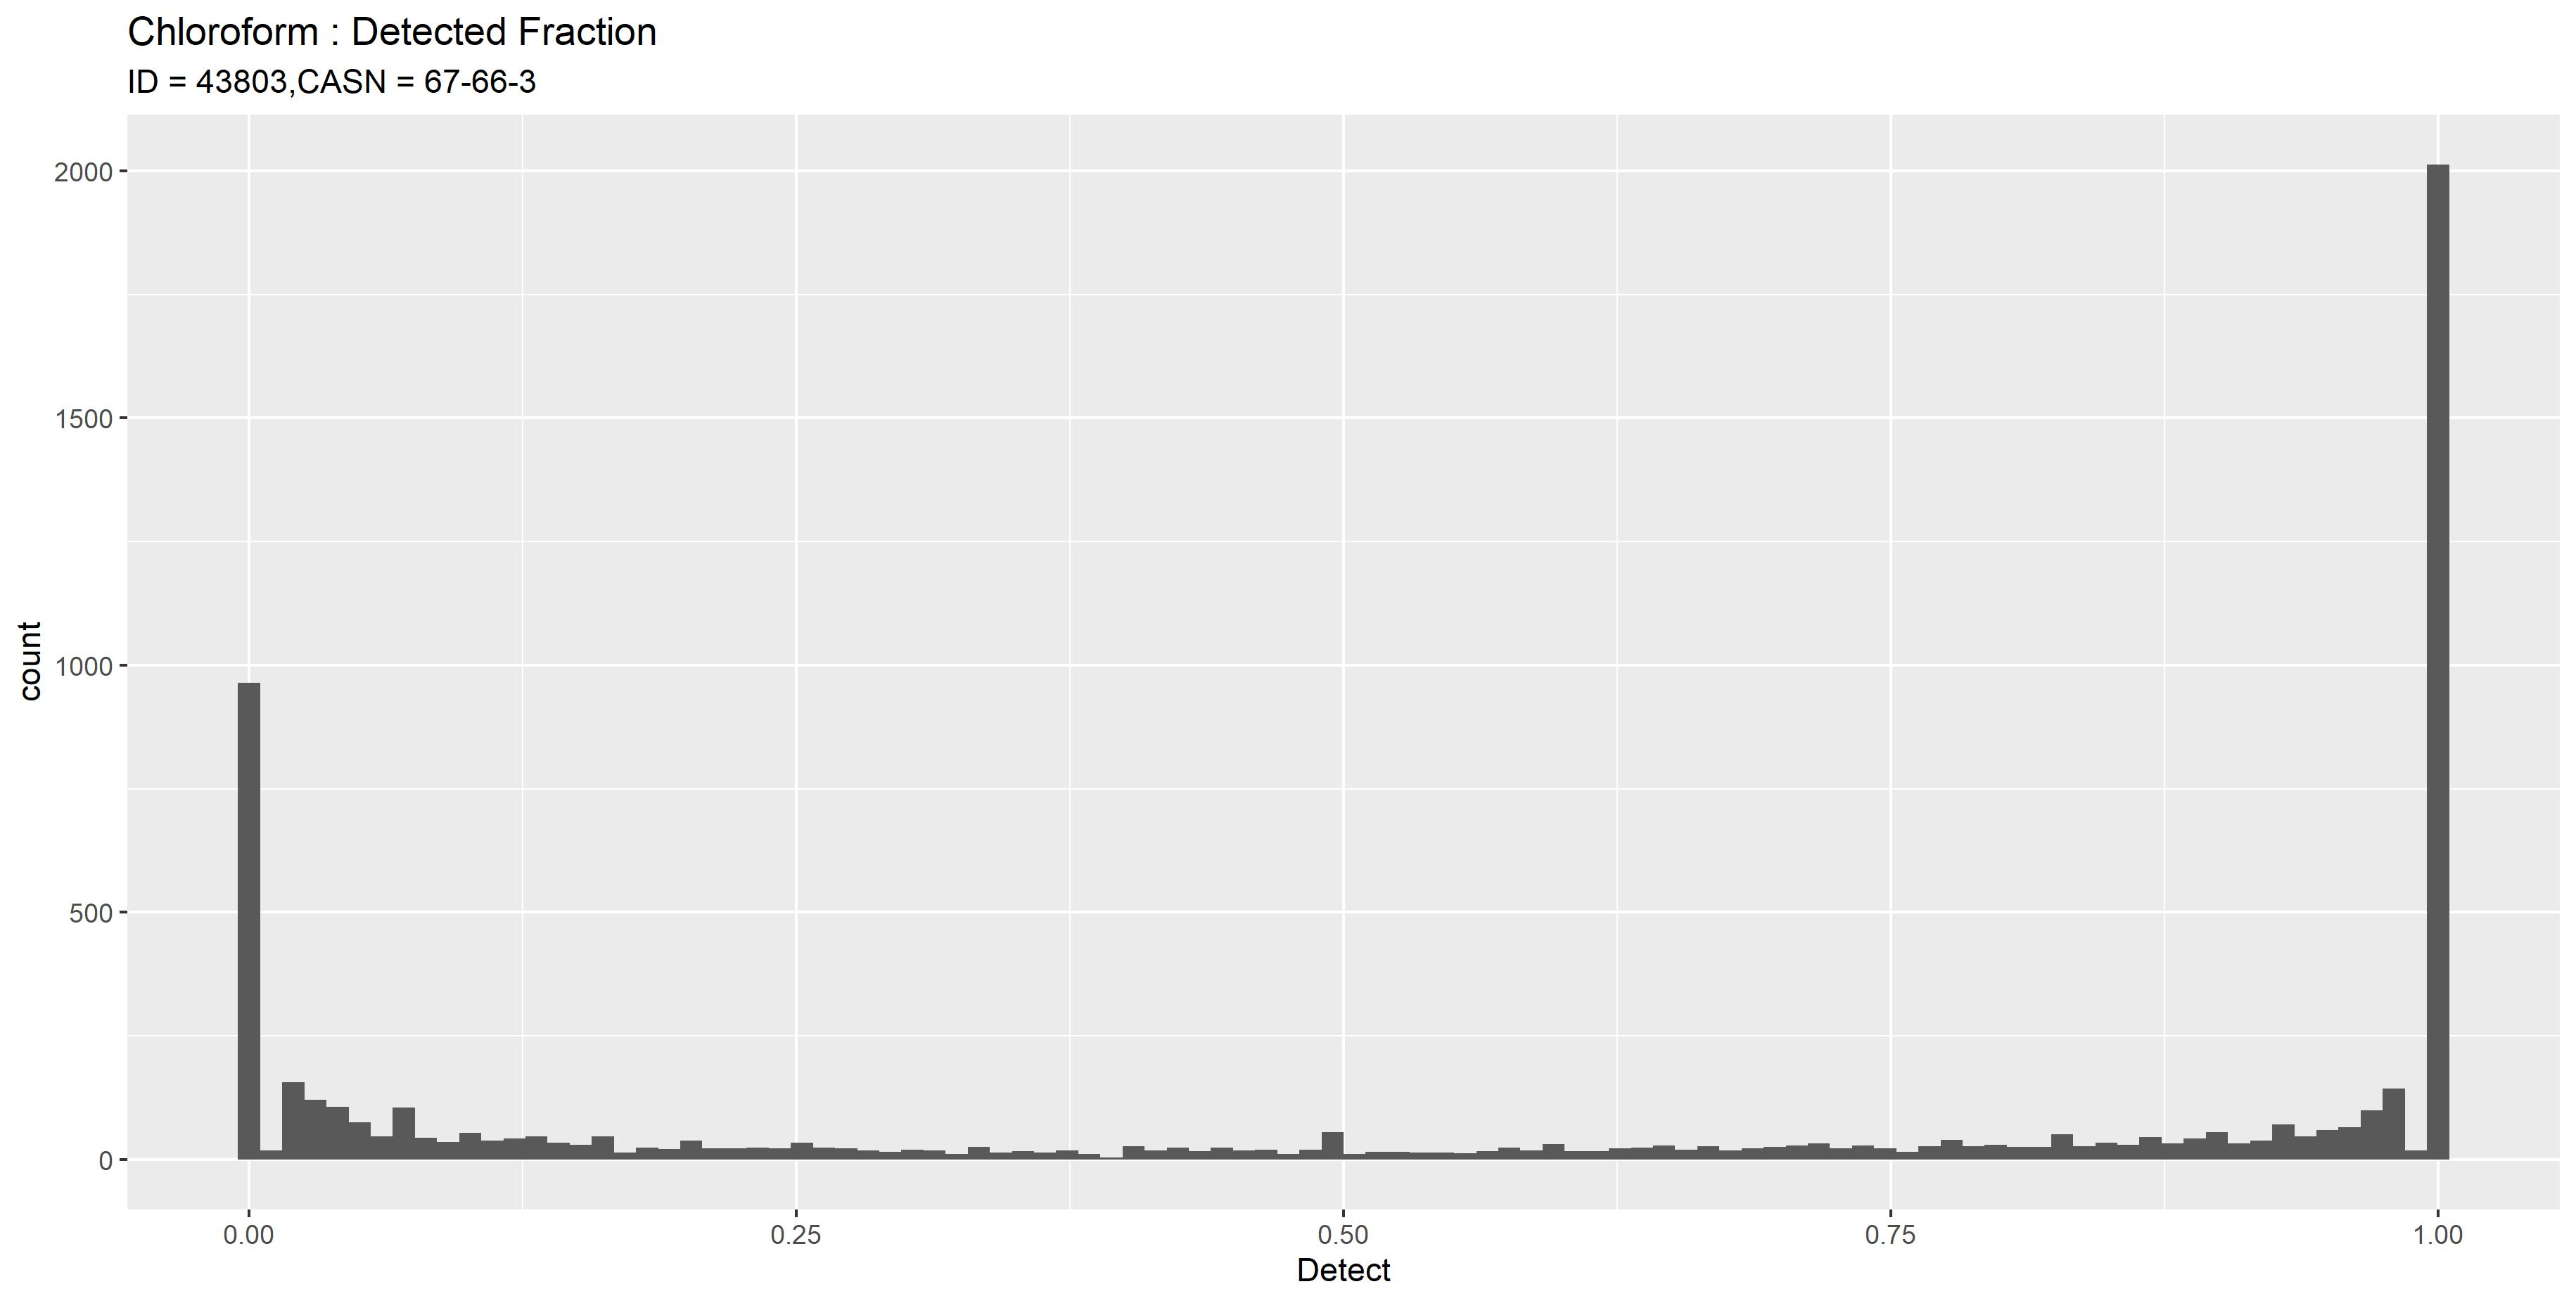 Chloroform : Detected Fraction
ID = 43803,CASN = 67-66-3
2000
1500
1000
500
0
count
0.00 0.25 0.50 0.75 1.00
Detect